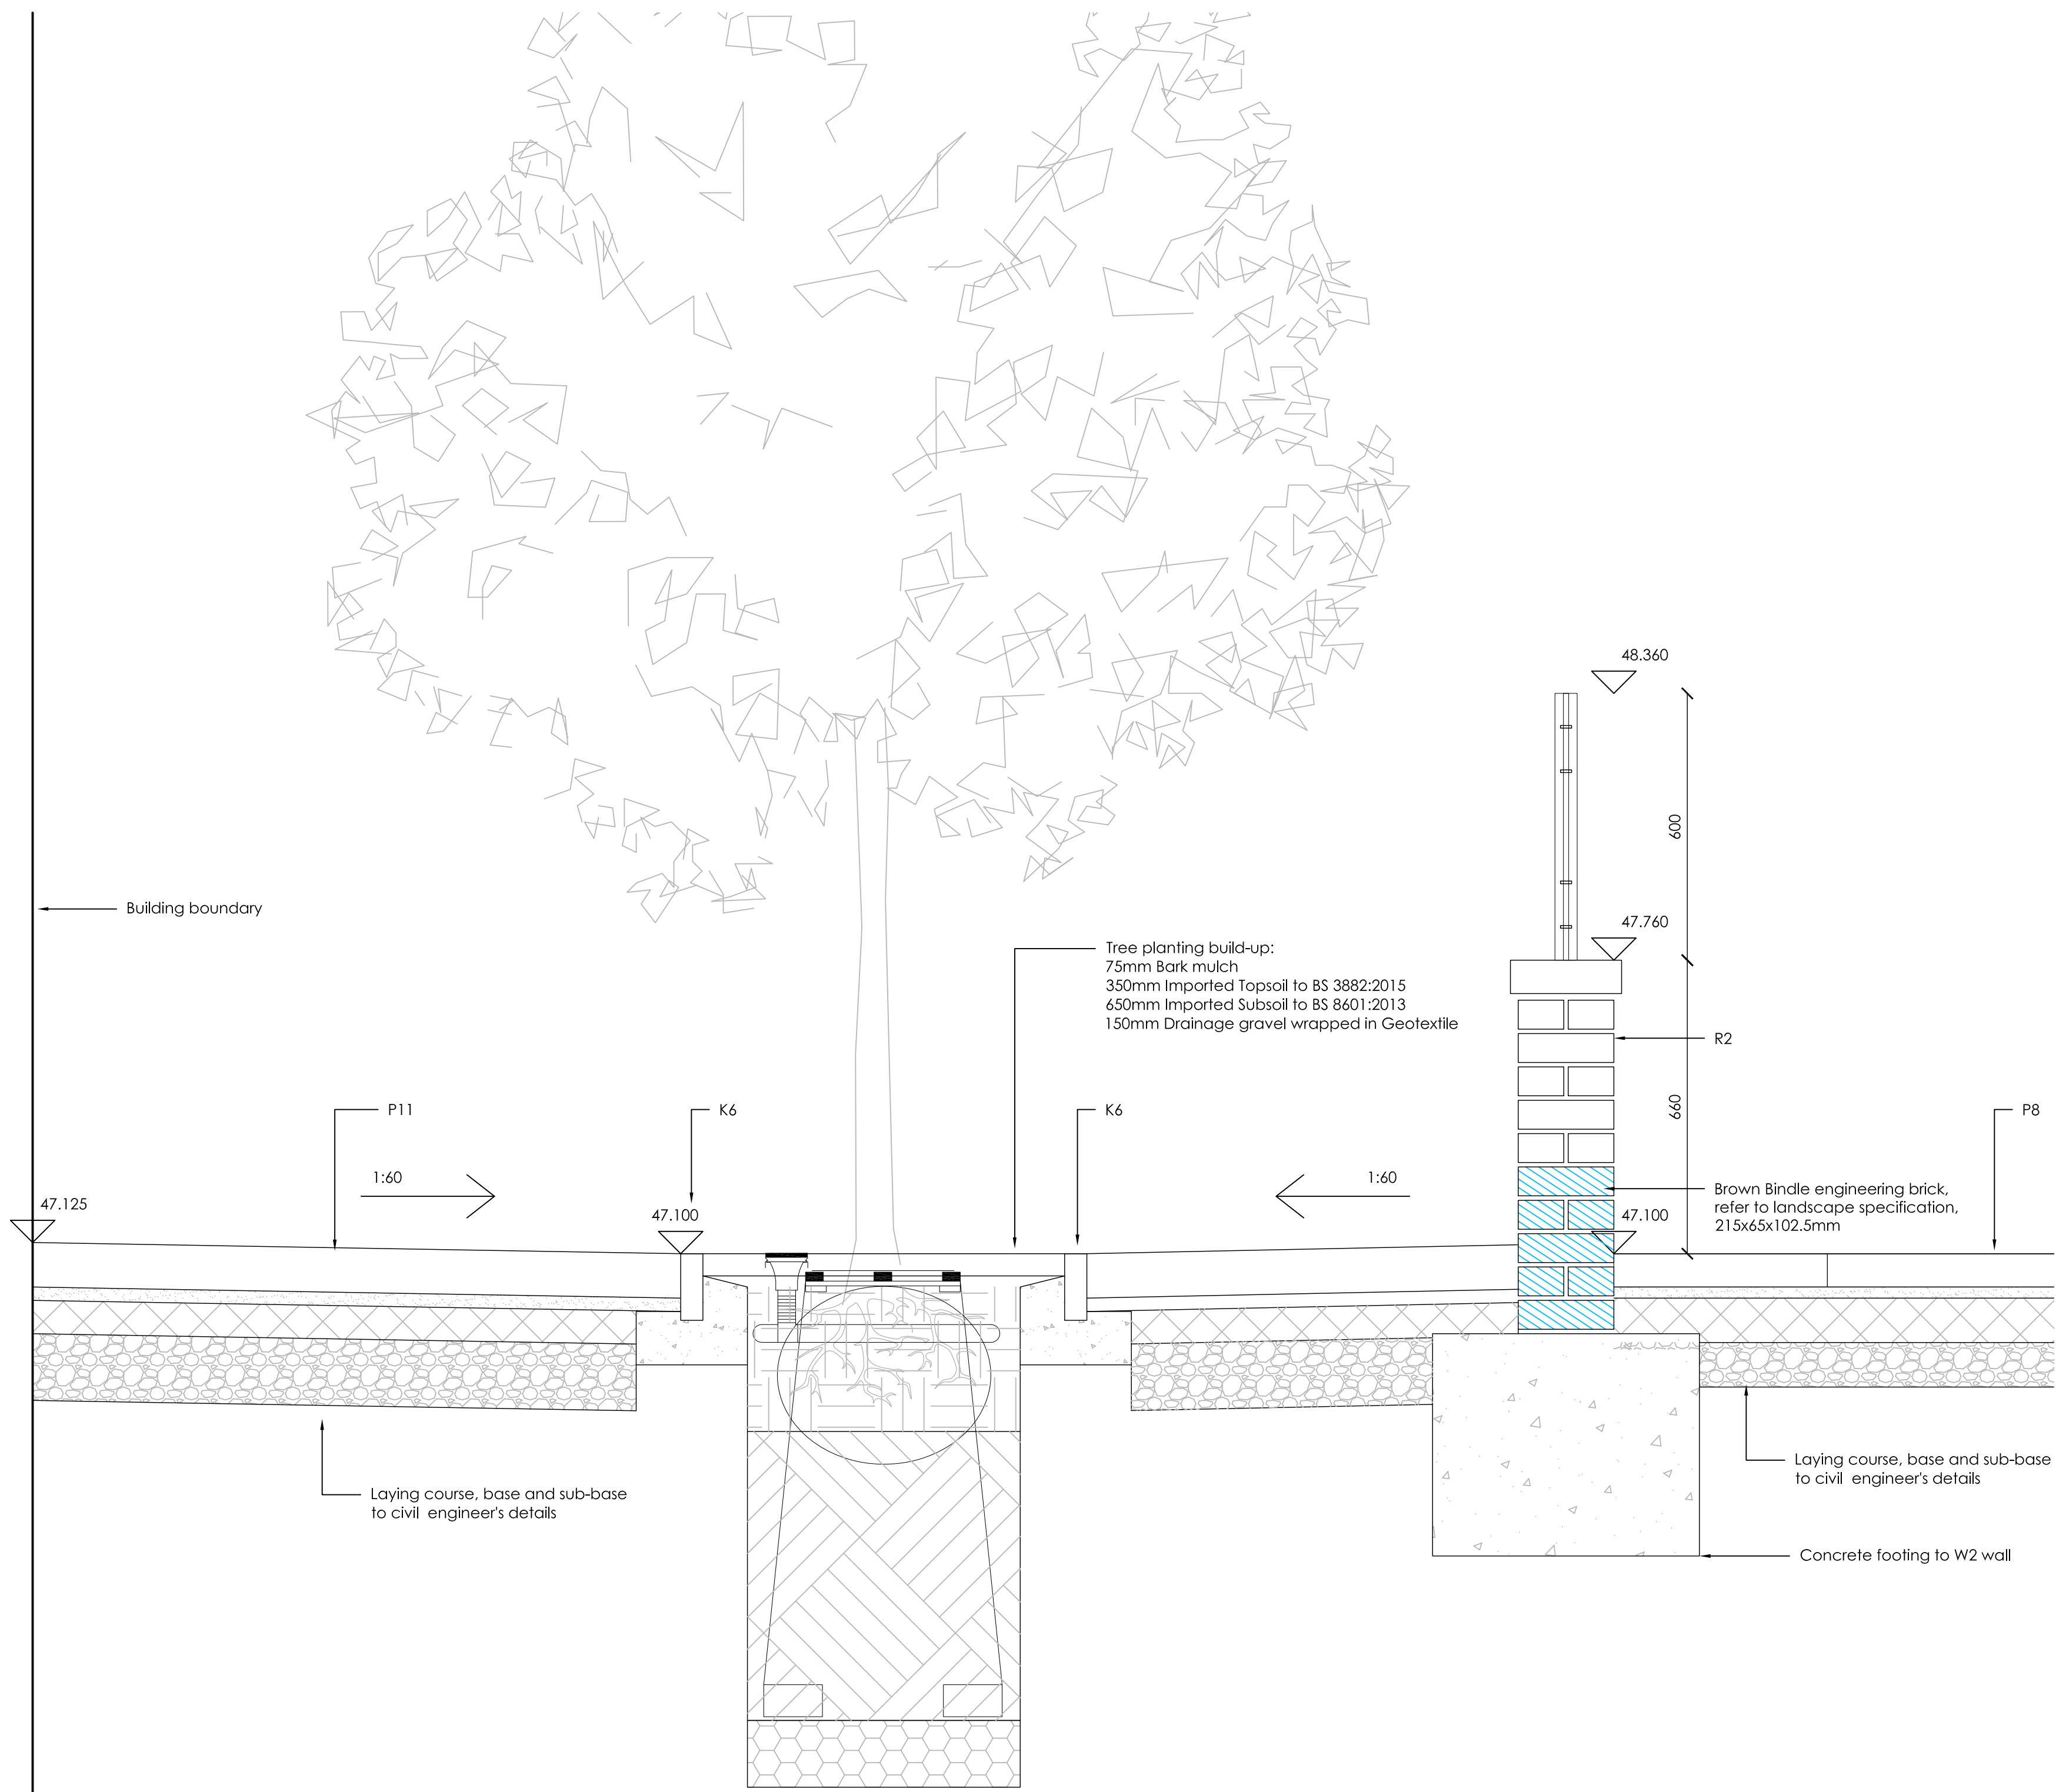 48.360
600
Building boundary
47.760
Tree planting build-up:
75mm Bark mulch
350mm Imported Topsoil to BS 3882:2015
650mm Imported Subsoil to BS 8601:2013
150mm Drainage gravel wrapped in Geotextile
R2
P11
K6
K6
660
P8
1:60
1:60
Brown Bindle engineering brick,
refer to landscape specification,
215x65x102.5mm
47.125
47.100
47.100
Laying course, base and sub-base
to civil engineer's details
Laying course, base and sub-base
to civil engineer's details
Concrete footing to W2 wall